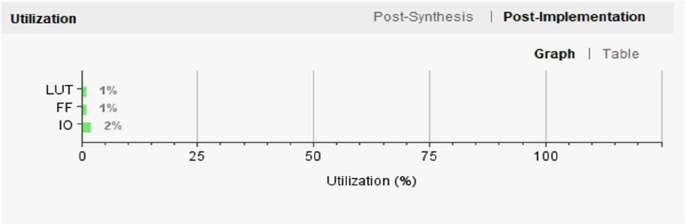 Utilization Post-Synthesis | Post-Implementation
Graph | Table
LUT 1%
FF 1%
IO 2%
0 25 50 75 100
Utilization (%)